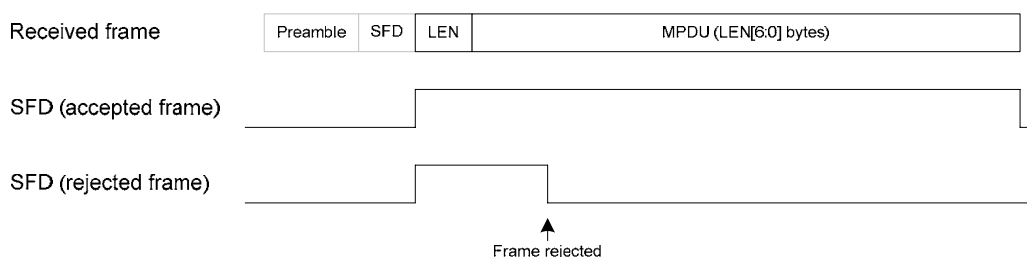 Received frame
Preamble SFD LEN MPDU (LEN[6:0] bytes)
SFD (accepted frame)
SFD (rejected frame)
Frame rejected